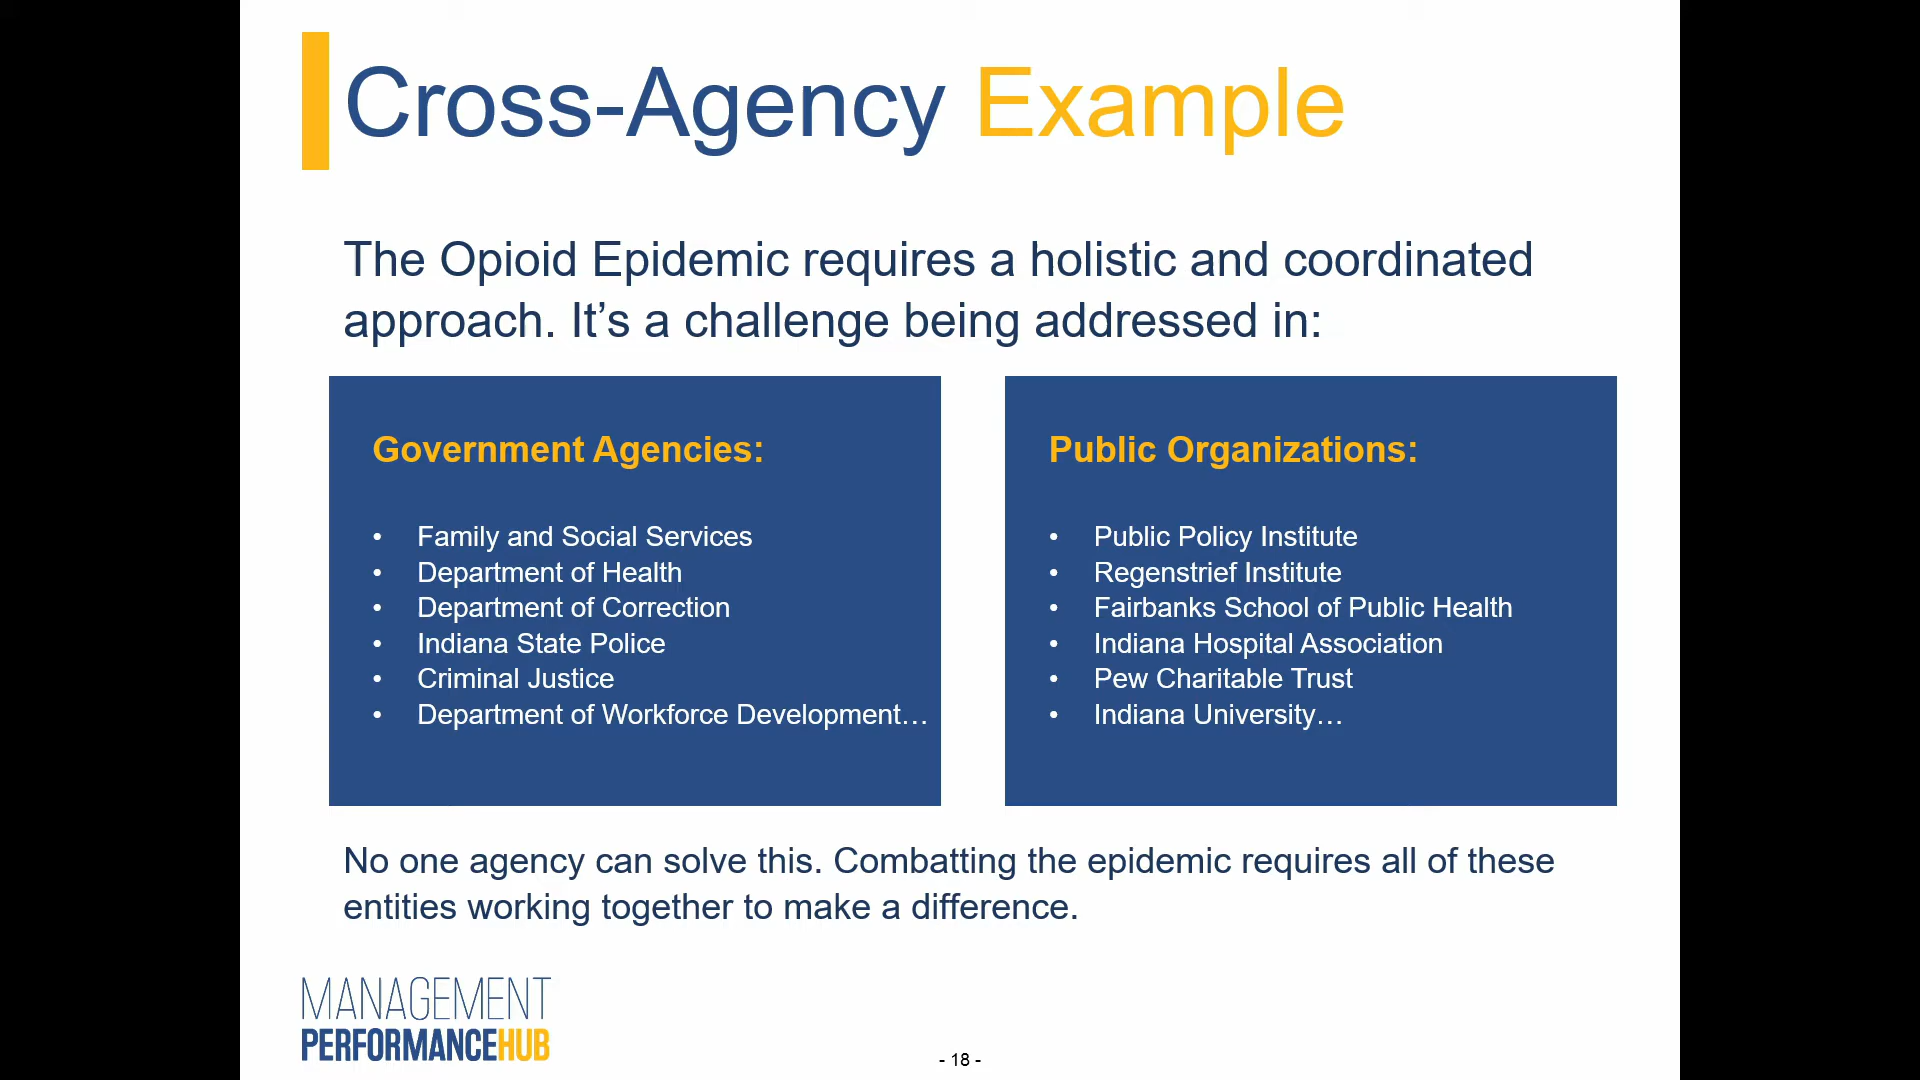 Cross-Agency Example
The Opioid Epidemic requires a holistic and coordinated
approach. It’s a challenge being addressed in:
Government Agencies:
• Family and Social Services
• Department of Health
• Department of Correction
• Indiana State Police
• Criminal Justice
• Department of Workforce Development…
Public Organizations:
• Public Policy Institute
• Regenstrief Institute
• Fairbanks School of Public Health
• Indiana Hospital Association
• Pew Charitable Trust
• Indiana University…
No one agency can solve this. Combatting the epidemic requires all of these
entities working together to make a difference.
MANAGEMENT
PERFORMANCEHUB
- 18 -